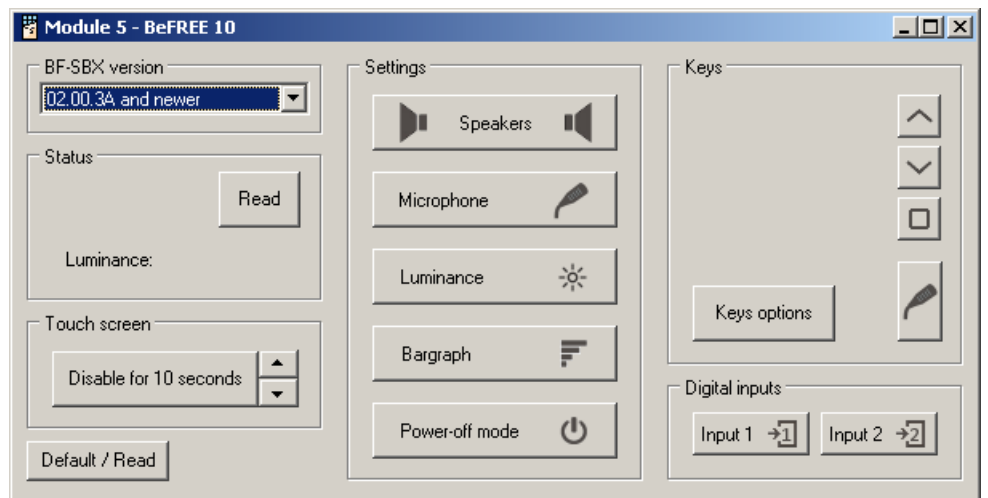 Module 5 - BeFREE 10
BF-SBX version
02.00.3A and newer
Status
Read
Luminance:
Touch screen
Disable for 10 seconds
Default / Read
Settings
Speakers
Microphone
Luminance
Bargraph
Power-off mode
Keys
Keys options
Digital inputs
Input 1 1
Input 2 2